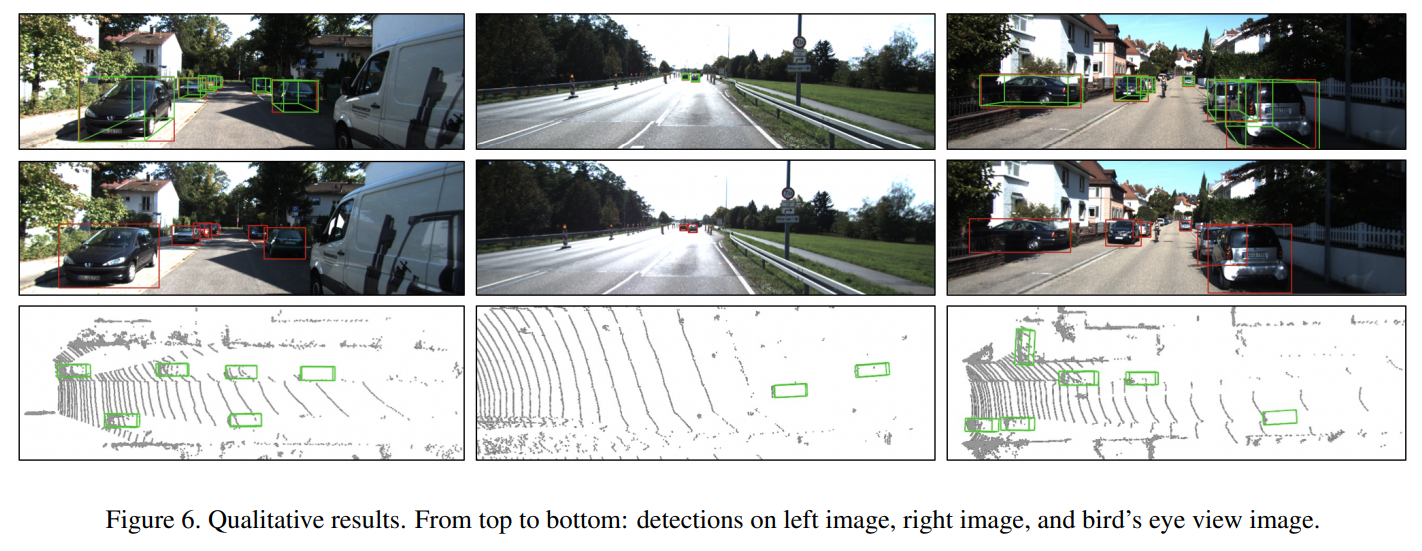 Figure 6. Qualitative results. From top to bottom: detections on left image, right image, and bird's eye view image.